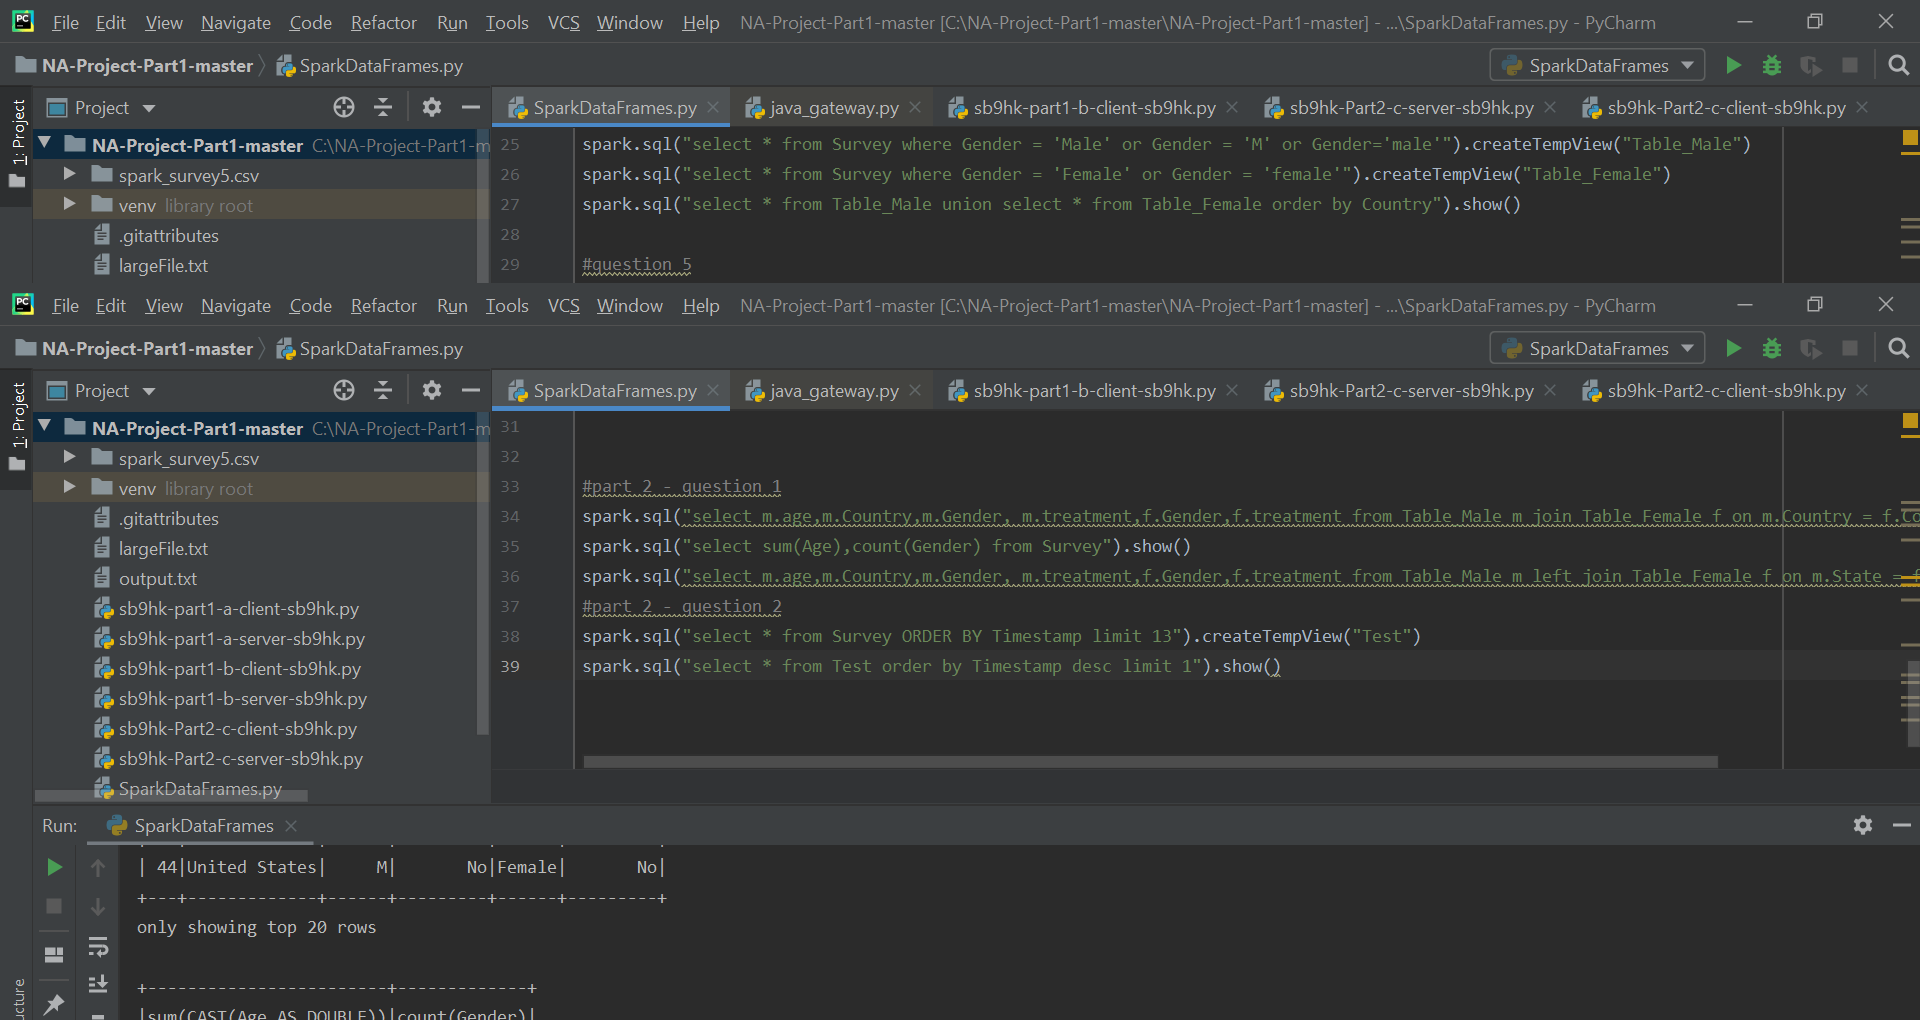 PC File Edit View Navigate Code Refactor Run Tools VCS Window Help NA-Project-Part1-master [C:\NA-Project-Part1-master\NA-Project-Part1-master] - ...\SparkDataFrames.py - PyCharm
NA-Project-Part1-master SparkDataFrames.py SparkDataFrames
1: Project
Project SparkDataFrames.py java_gateway.py sb9hk-part1-b-client-sb9hk.py sb9hk-Part2-c-server-sb9hk.py sb9hk-Part2-c-client-sb9hk.py
NA-Project-Part1-master C:\NA-Project-Part1-m
spark_survey5.csv
venv library root
.gitattributes
largeFile.txt
25 spark.sql("select * from Survey where Gender = 'Male' or Gender = 'M' or Gender='male'").createTempView("Table_Male")
26 spark.sql("select * from Survey where Gender = 'Female' or Gender = 'female'").createTempView("Table_Female")
27 spark.sql("select * from Table_Male union select * from Table_Female order by Country").show()
28
29 #question 5
PC File Edit View Navigate Code Refactor Run Tools VCS Window Help NA-Project-Part1-master [C:\NA-Project-Part1-master\NA-Project-Part1-master] - ...\SparkDataFrames.py - PyCharm
NA-Project-Part1-master SparkDataFrames.py SparkDataFrames
1: Project
Project SparkDataFrames.py java_gateway.py sb9hk-part1-b-client-sb9hk.py sb9hk-Part2-c-server-sb9hk.py sb9hk-Part2-c-client-sb9hk.py
NA-Project-Part1-master C:\NA-Project-Part1-m
spark_survey5.csv
venv library root
.gitattributes
largeFile.txt
output.txt
sb9hk-part1-a-client-sb9hk.py
sb9hk-part1-a-server-sb9hk.py
sb9hk-part1-b-client-sb9hk.py
sb9hk-part1-b-server-sb9hk.py
sb9hk-Part2-c-client-sb9hk.py
sb9hk-Part2-c-server-sb9hk.py
SparkDataFrames.py
31
32
33 #part 2 - question 1
34 spark.sql("select m.age,m.Country,m.Gender, m.treatment,f.Gender,f.treatment from Table_Male m join Table_Female f on m.Country = f.Co
35 spark.sql("select sum(Age),count(Gender) from Survey").show()
36 spark.sql("select m.age,m.Country,m.Gender, m.treatment,f.Gender,f.treatment from Table_Male m left join Table_Female f on m.State = f
37 #part 2 - question 2
38 spark.sql("select * from Survey ORDER BY Timestamp limit 13").createTempView("Test")
39 spark.sql("select * from Test order by Timestamp desc limit 1").show()
Run: SparkDataFrames
| 44|United States|     M|       No|Female|       No|
+---+-------------+------+---------+------+---------+
only showing top 20 rows
+------------------------+-------------+
|sum(CAST(Age AS DOUBLE))|count(Gender)|
ucture